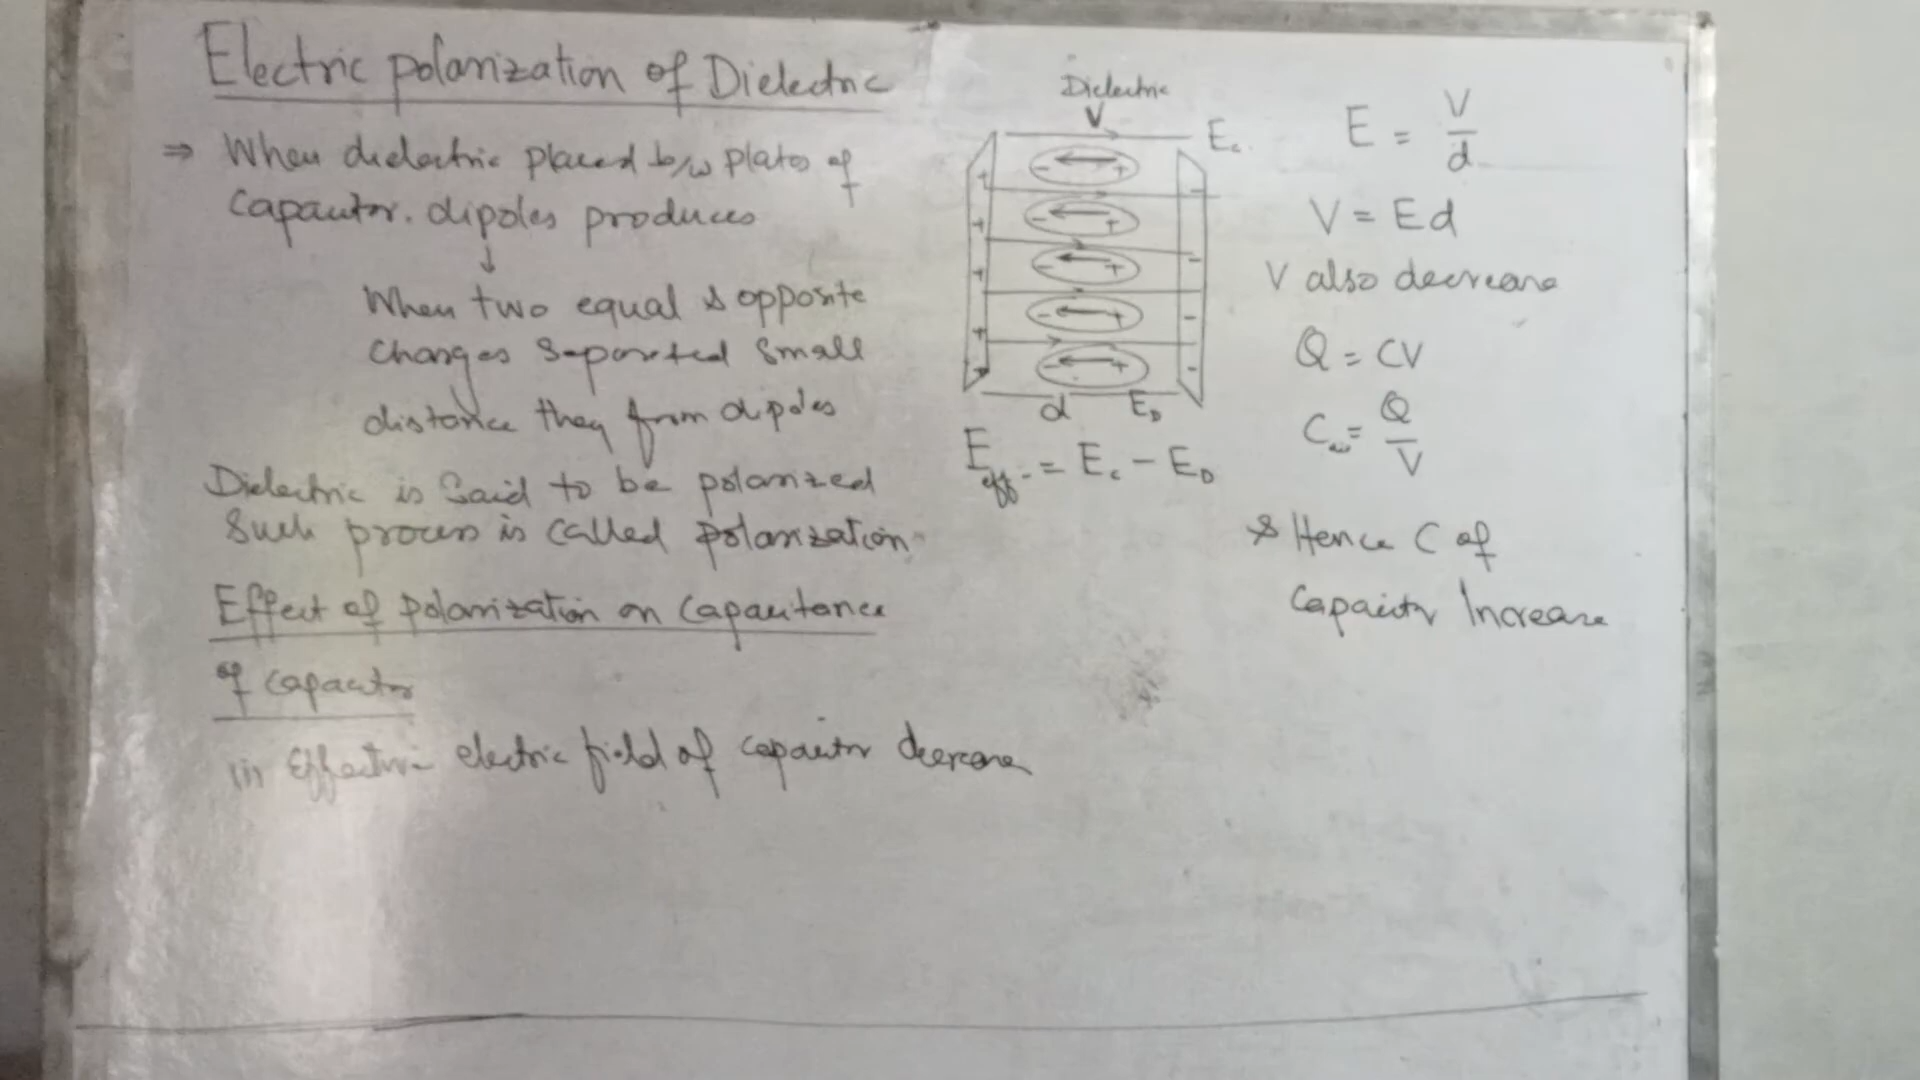 Electric polarization of Dielectric
⇒ When dielectric placed b/w plates of
Capacitor. dipoles produces
↓
When two equal & opposite
Charges Separated Small
distance they from dipoles
Dielectric is Said to be polarized
Such process is called polarization.
Effect of polarization on Capacitance
of capacitor
(i) Effective electric field of capacitor decrease
Dielectric
V
E
+ - + -
+ - + -
+ - + -
+ - + -
+ - + -
d E_D
E_eff. = E_c - E_D
E = V/d
V = Ed
V also decrease
Q = CV
C = Q/V
& Hence C of
Capacitor Increase